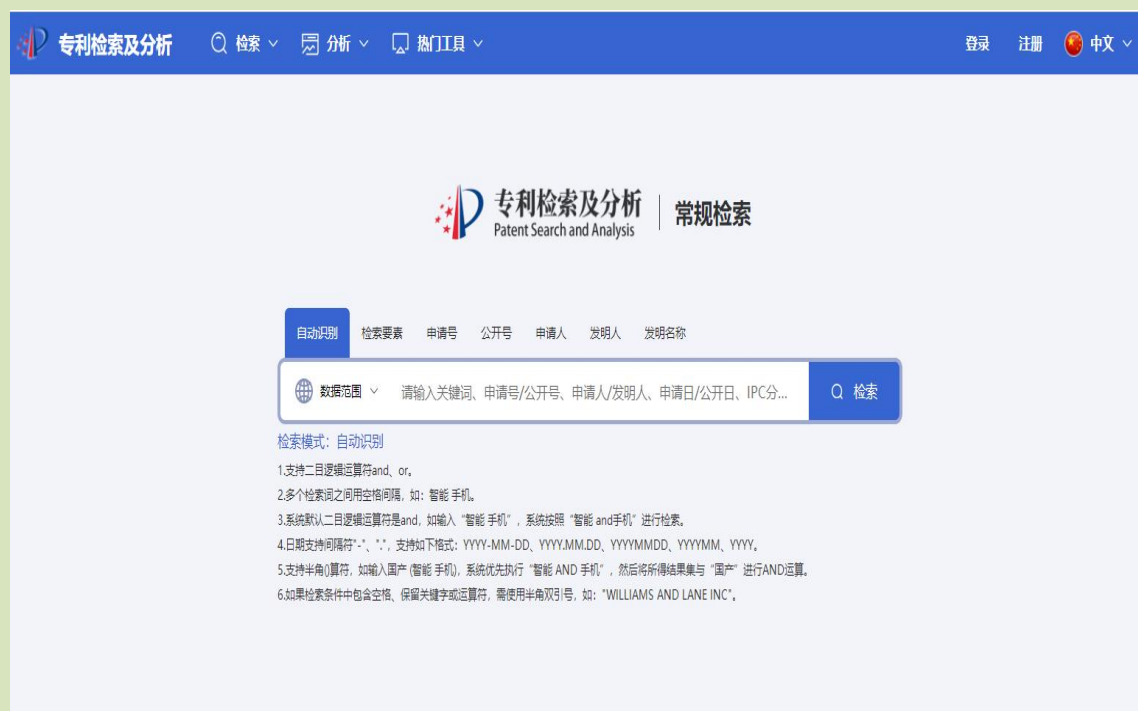 专利检索及分析 检索 分析 热门工具 登录 注册 中文
专利检索及分析 常规检索
Patent Search and Analysis
自动识别 检索要素 申请号 公开号 申请人 发明人 发明名称
数据范围 请输入关键词、申请号/公开号、申请人/发明人、申请日/公开日、IPC分... 检索
检索模式：自动识别
1.支持二目逻辑运算符and、or。
2.多个检索词之间用空格间隔，如：智能 手机。
3.系统默认二目逻辑运算符是and，如输入“智能 手机”，系统按照“智能 and手机”进行检索。
4.日期支持间隔符"-"、"."，支持如下格式：YYYY-MM-DD、YYYY.MM.DD、YYYYMMDD、YYYYMM、YYYY。
5.支持半角()算符，如输入国产 (智能 手机)，系统优先执行“智能 AND 手机”，然后将所得结果集与“国产”进行AND运算。
6.如果检索条件中包含空格、保留关键字或运算符，需使用半角双引号，如："WILLIAMS AND LANE INC"。